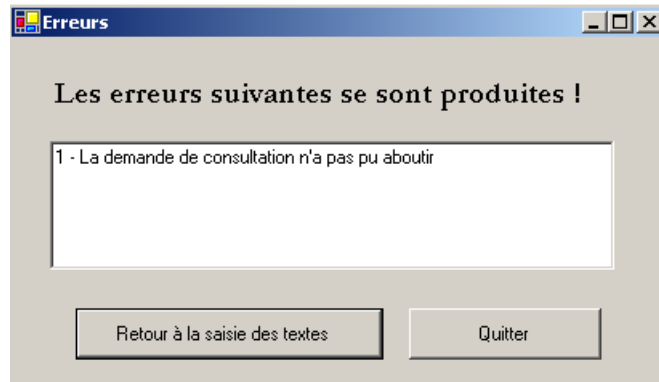 Erreurs
Les erreurs suivantes se sont produites !
1 - La demande de consultation n'a pas pu aboutir
Retour à la saisie des textes
Quitter